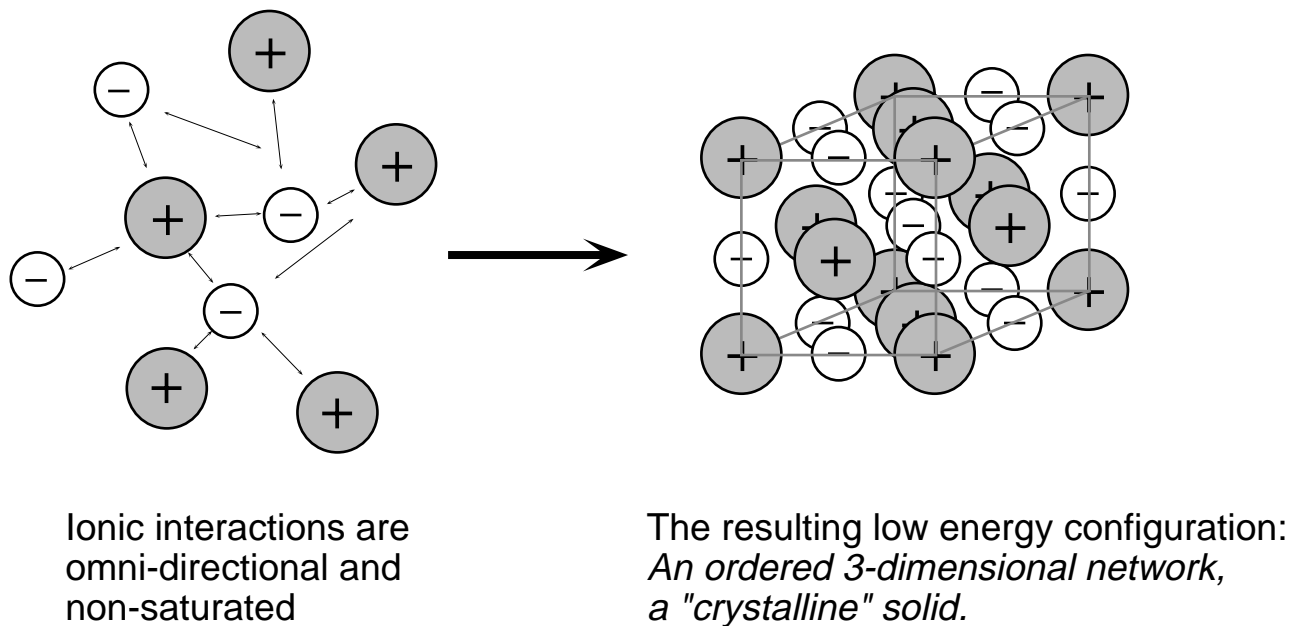 Ionic interactions are
omni-directional and
non-saturated
The resulting low energy configuration:
An ordered 3-dimensional network,
a "crystalline" solid.